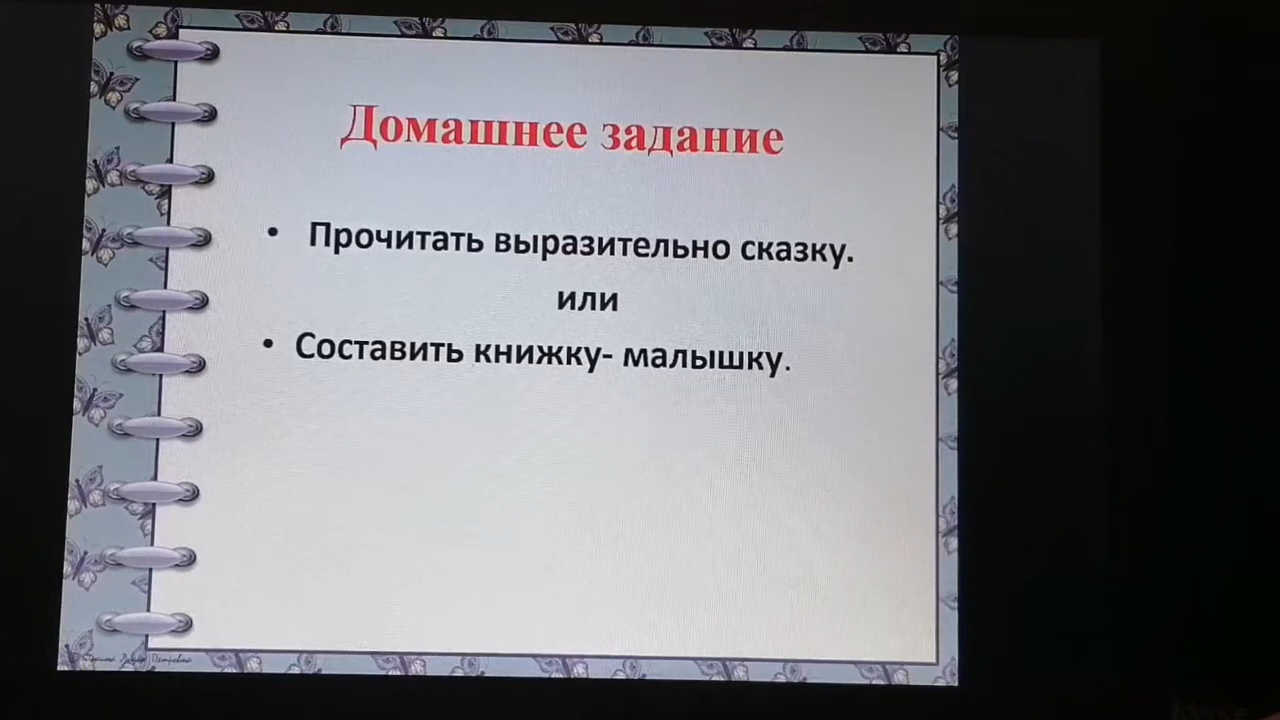 Домашнее задание
• Прочитать выразительно сказку.
или
• Составить книжку- малышку.